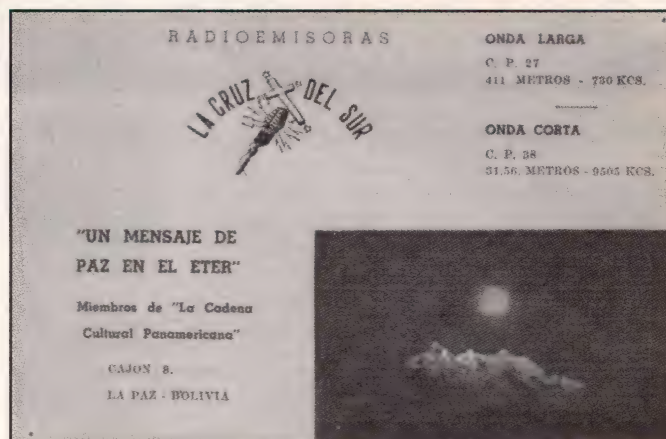 RADIOEMISORAS
LA CRUZ DEL SUR
ONDA LARGA
C. P. 27
411 METROS - 730 KCS.
ONDA CORTA
C. P. 38
31.56. METROS - 9505 KCS.
"UN MENSAJE DE
PAZ EN EL ETER"
Miembros de "La Cadena
Cultural Panamericana"
CAJON 8.
LA PAZ - BOLIVIA